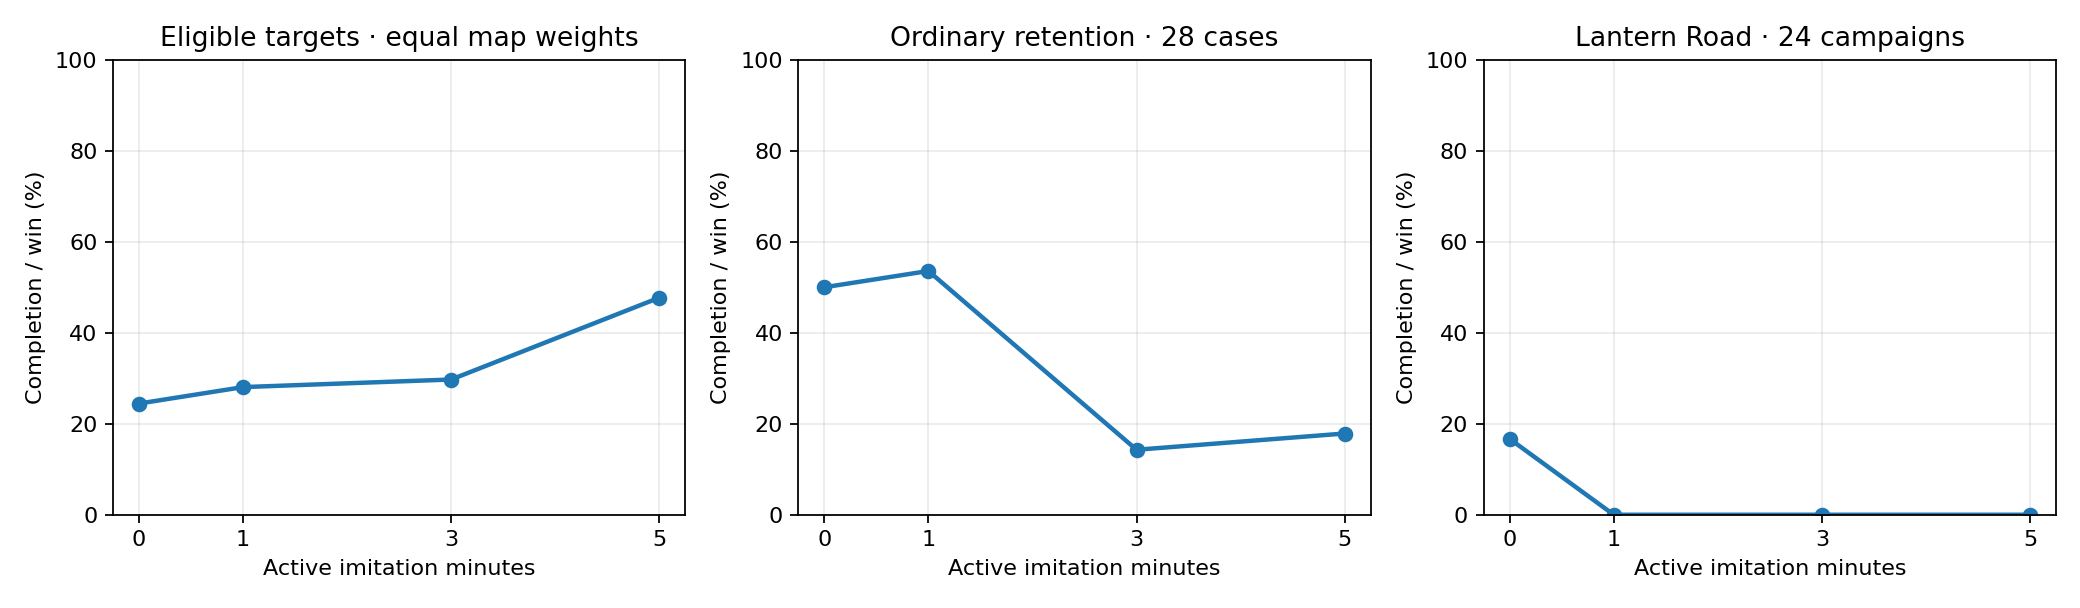 Eligible targets · equal map weights
Completion / win (%)
100
80
60
40
20
0
0 1 3 5
Active imitation minutes
Ordinary retention · 28 cases
Completion / win (%)
100
80
60
40
20
0
0 1 3 5
Active imitation minutes
Lantern Road · 24 campaigns
Completion / win (%)
100
80
60
40
20
0
0 1 3 5
Active imitation minutes